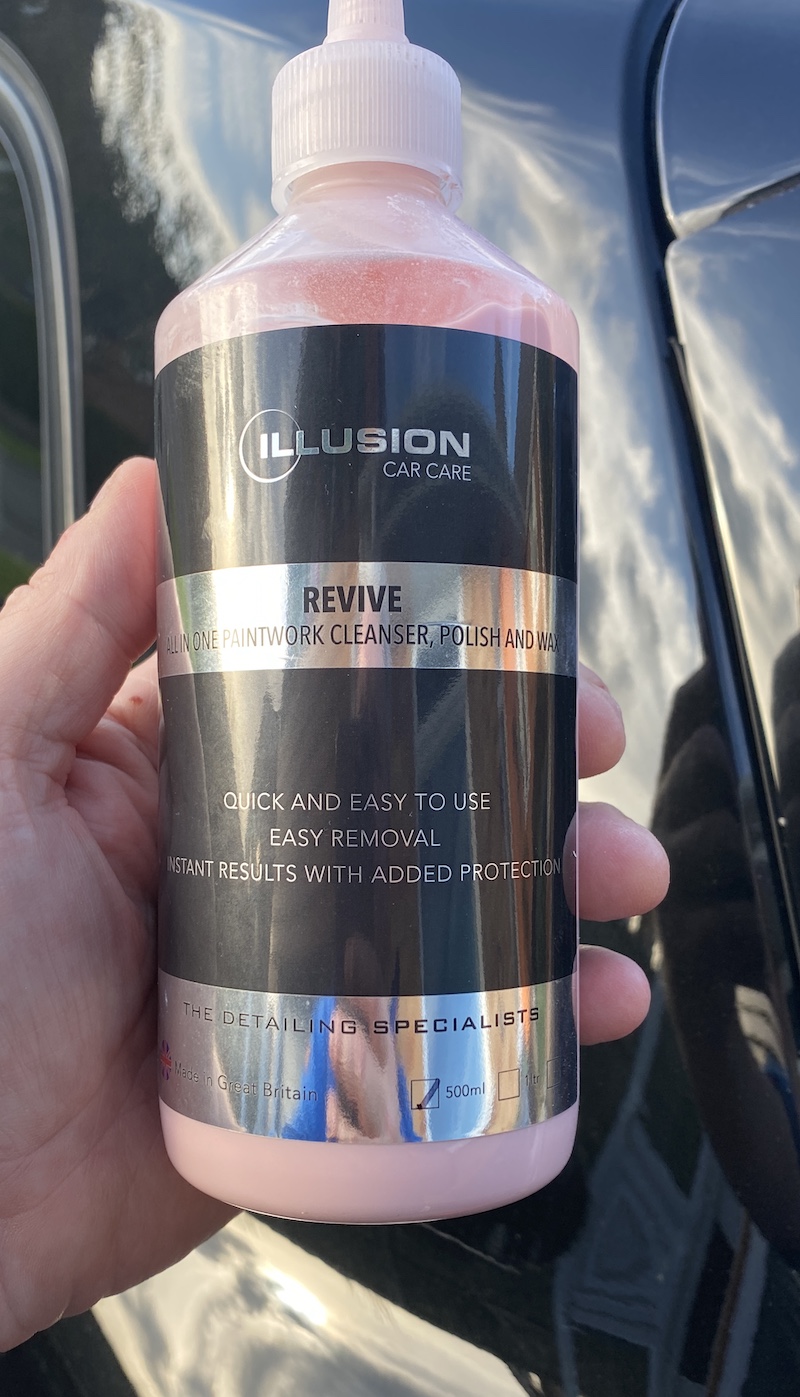 ILLUSION
CAR CARE
REVIVE
ALL IN ONE PAINTWORK CLEANSER, POLISH AND WAX
QUICK AND EASY TO USE
EASY REMOVAL
INSTANT RESULTS WITH ADDED PROTECTION
THE DETAILING SPECIALISTS
Made in Great Britain 500ml 1ltr